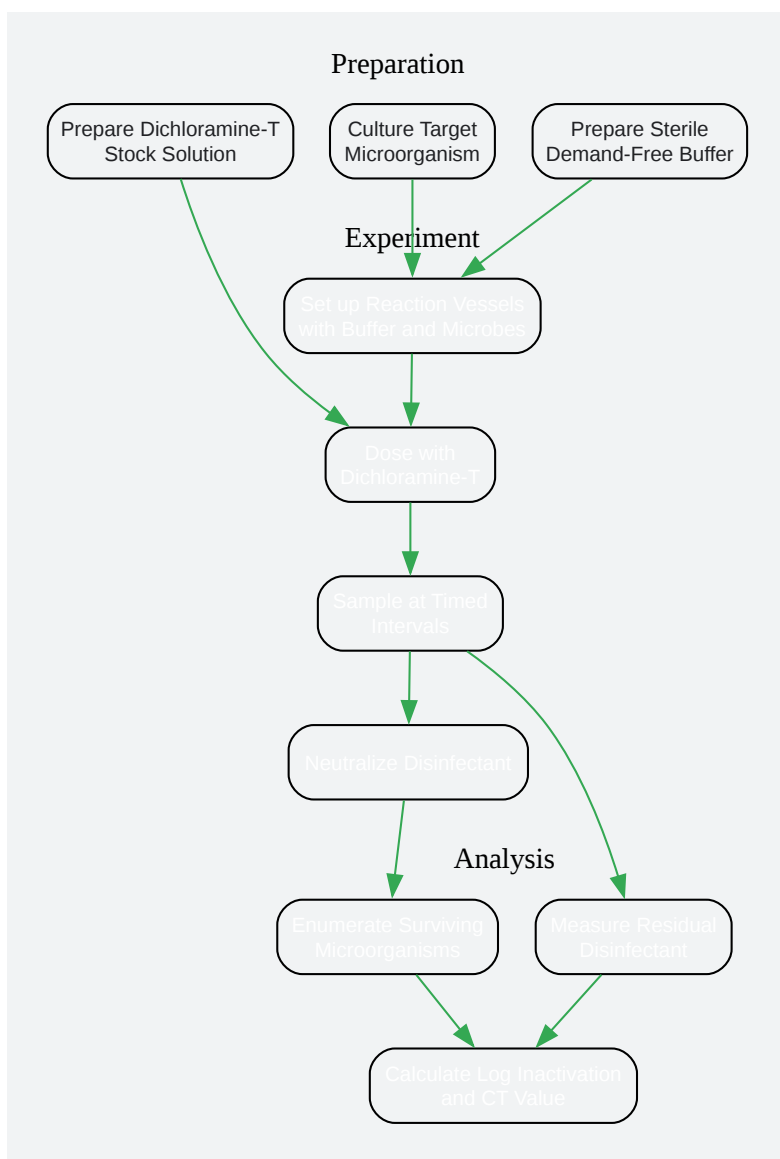 Preparation
Prepare Dichloramine-T
Stock Solution
Culture Target
Microorganism
Prepare Sterile
Demand-Free Buffer
Experiment
Set up Reaction Vessels
with Buffer and Microbes
Dose with
Dichloramine-T
Sample at Timed
Intervals
Neutralize Disinfectant
Analysis
Enumerate Surviving
Microorganisms
Measure Residual
Disinfectant
Calculate Log Inactivation
and CT Value